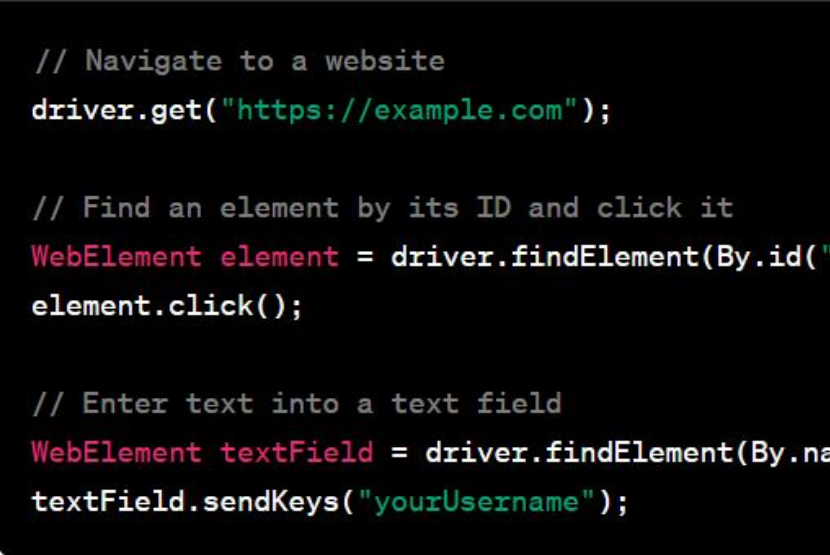 // Navigate to a website
driver.get("https://example.com");
// Find an element by its ID and click it
WebElement element = driver.findElement(By.id("
element.click();
// Enter text into a text field
WebElement textField = driver.findElement(By.na
textField.sendKeys("yourUsername");